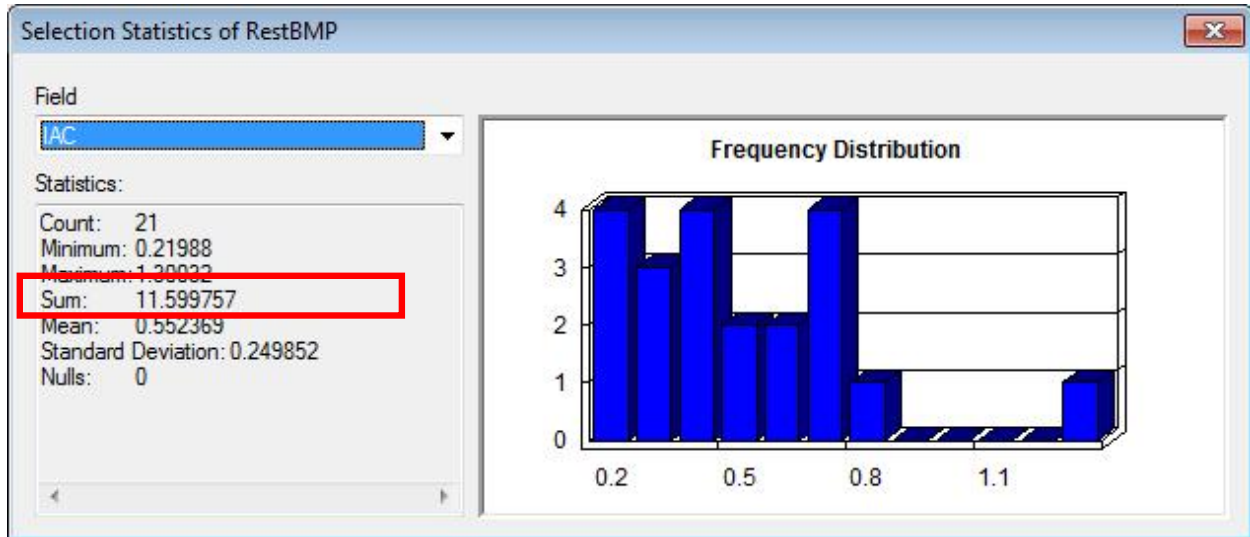 Selection Statistics of RestBMP
Field
IAC
Statistics:
Count: 21
Minimum: 0.21988
Maximum:
Sum: 11.599757
Mean: 0.552369
Standard Deviation: 0.249852
Nulls: 0
Frequency Distribution
4
3
2
1
0
0.2 0.5 0.8 1.1